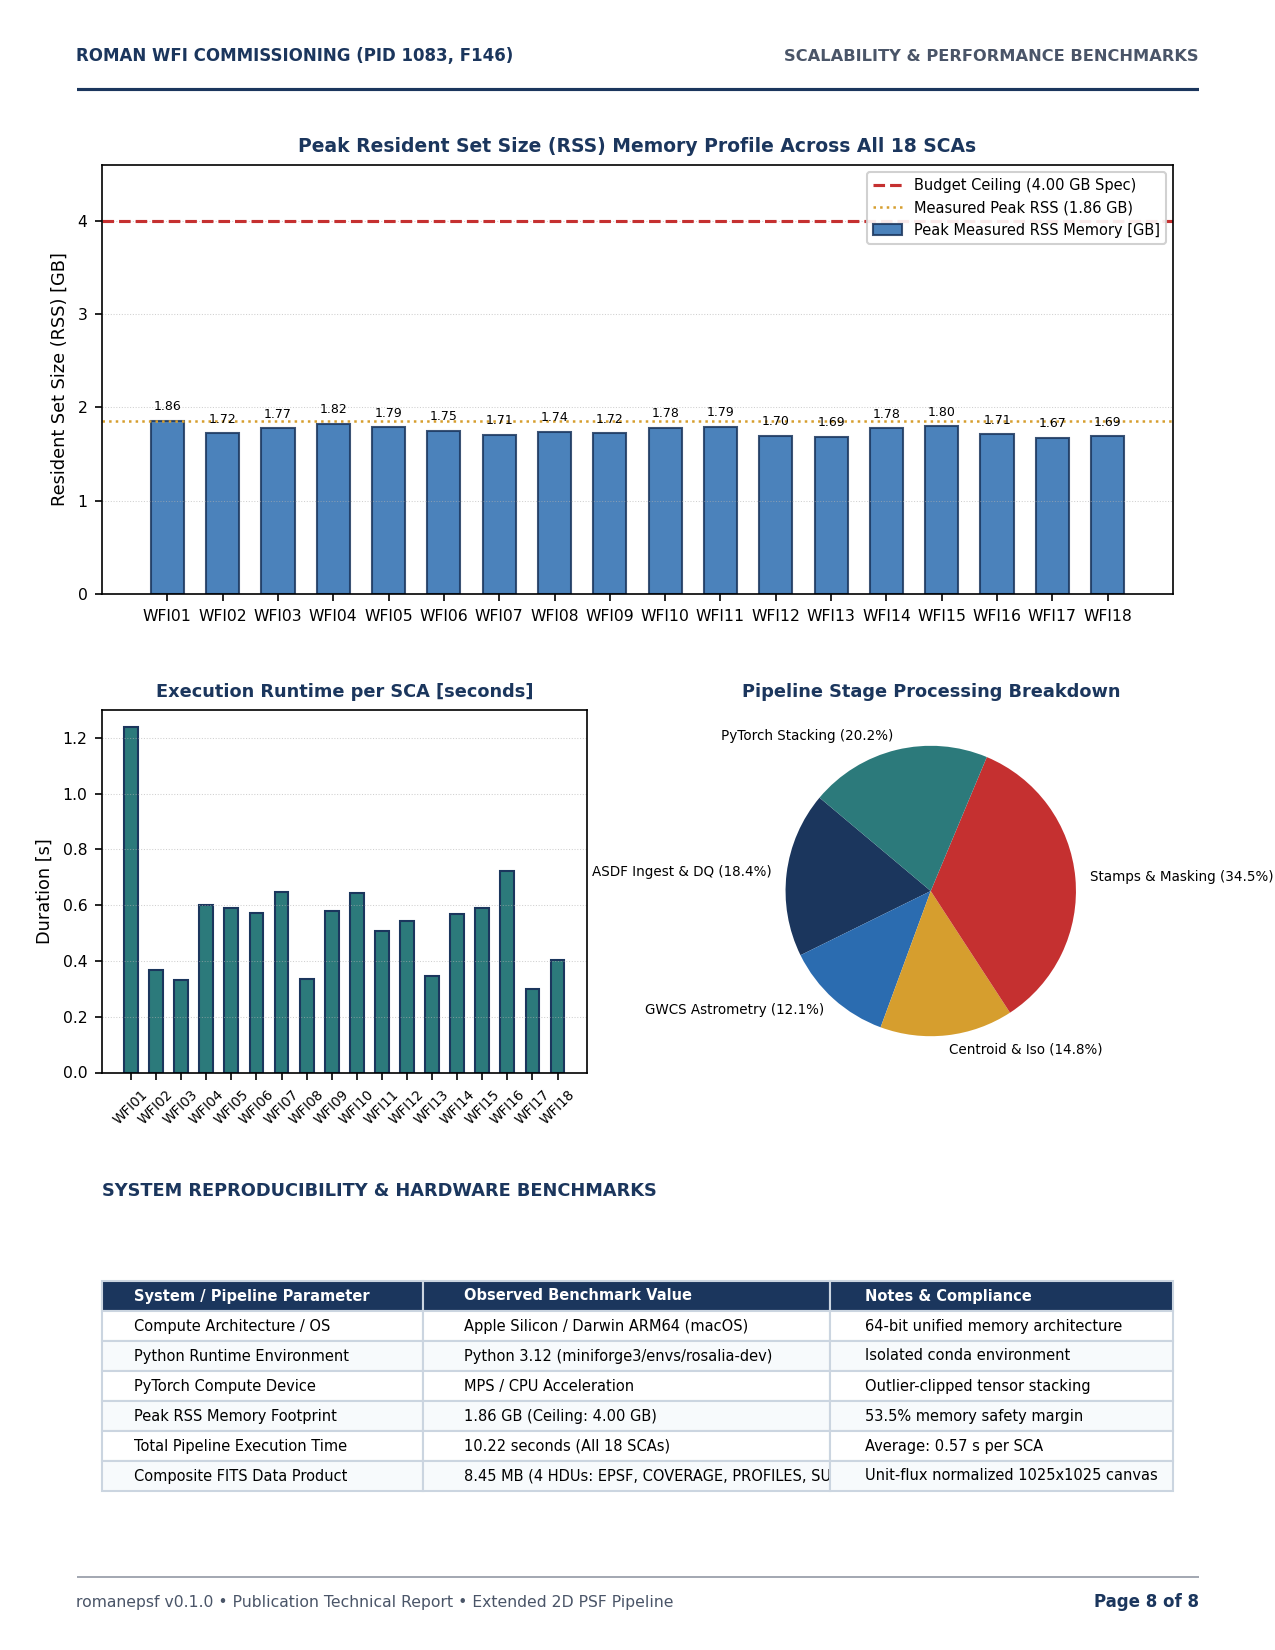 ROMAN WFI COMMISSIONING (PID 1083, F146)
SCALABILITY & PERFORMANCE BENCHMARKS
Peak Resident Set Size (RSS) Memory Profile Across All 18 SCAs
Budget Ceiling (4.00 GB Spec)
Measured Peak RSS (1.86 GB)
Peak Measured RSS Memory [GB]
Resident Set Size (RSS) [GB]
4
3
2
1
0
1.86 1.72 1.77 1.82 1.79 1.75 1.71 1.74 1.72 1.78 1.79 1.70 1.69 1.78 1.80 1.71 1.67 1.69
WFI01 WFI02 WFI03 WFI04 WFI05 WFI06 WFI07 WFI08 WFI09 WFI10 WFI11 WFI12 WFI13 WFI14 WFI15 WFI16 WFI17 WFI18
Execution Runtime per SCA [seconds]
Duration [s]
1.2
1.0
0.8
0.6
0.4
0.2
0.0
WFI01 WFI02 WFI03 WFI04 WFI05 WFI06 WFI07 WFI08 WFI09 WFI10 WFI11 WFI12 WFI13 WFI14 WFI15 WFI16 WFI17 WFI18
Pipeline Stage Processing Breakdown
PyTorch Stacking (20.2%)
ASDF Ingest & DQ (18.4%)
Stamps & Masking (34.5%)
GWCS Astrometry (12.1%)
Centroid & Iso (14.8%)
SYSTEM REPRODUCIBILITY & HARDWARE BENCHMARKS
System / Pipeline Parameter Observed Benchmark Value Notes & Compliance
Compute Architecture / OS Apple Silicon / Darwin ARM64 (macOS) 64-bit unified memory architecture
Python Runtime Environment Python 3.12 (miniforge3/envs/rosalia-dev) Isolated conda environment
PyTorch Compute Device MPS / CPU Acceleration Outlier-clipped tensor stacking
Peak RSS Memory Footprint 1.86 GB (Ceiling: 4.00 GB) 53.5% memory safety margin
Total Pipeline Execution Time 10.22 seconds (All 18 SCAs) Average: 0.57 s per SCA
Composite FITS Data Product 8.45 MB (4 HDUs: EPSF, COVERAGE, PROFILES, SU Unit-flux normalized 1025x1025 canvas
romanepsf v0.1.0 • Publication Technical Report • Extended 2D PSF Pipeline
Page 8 of 8